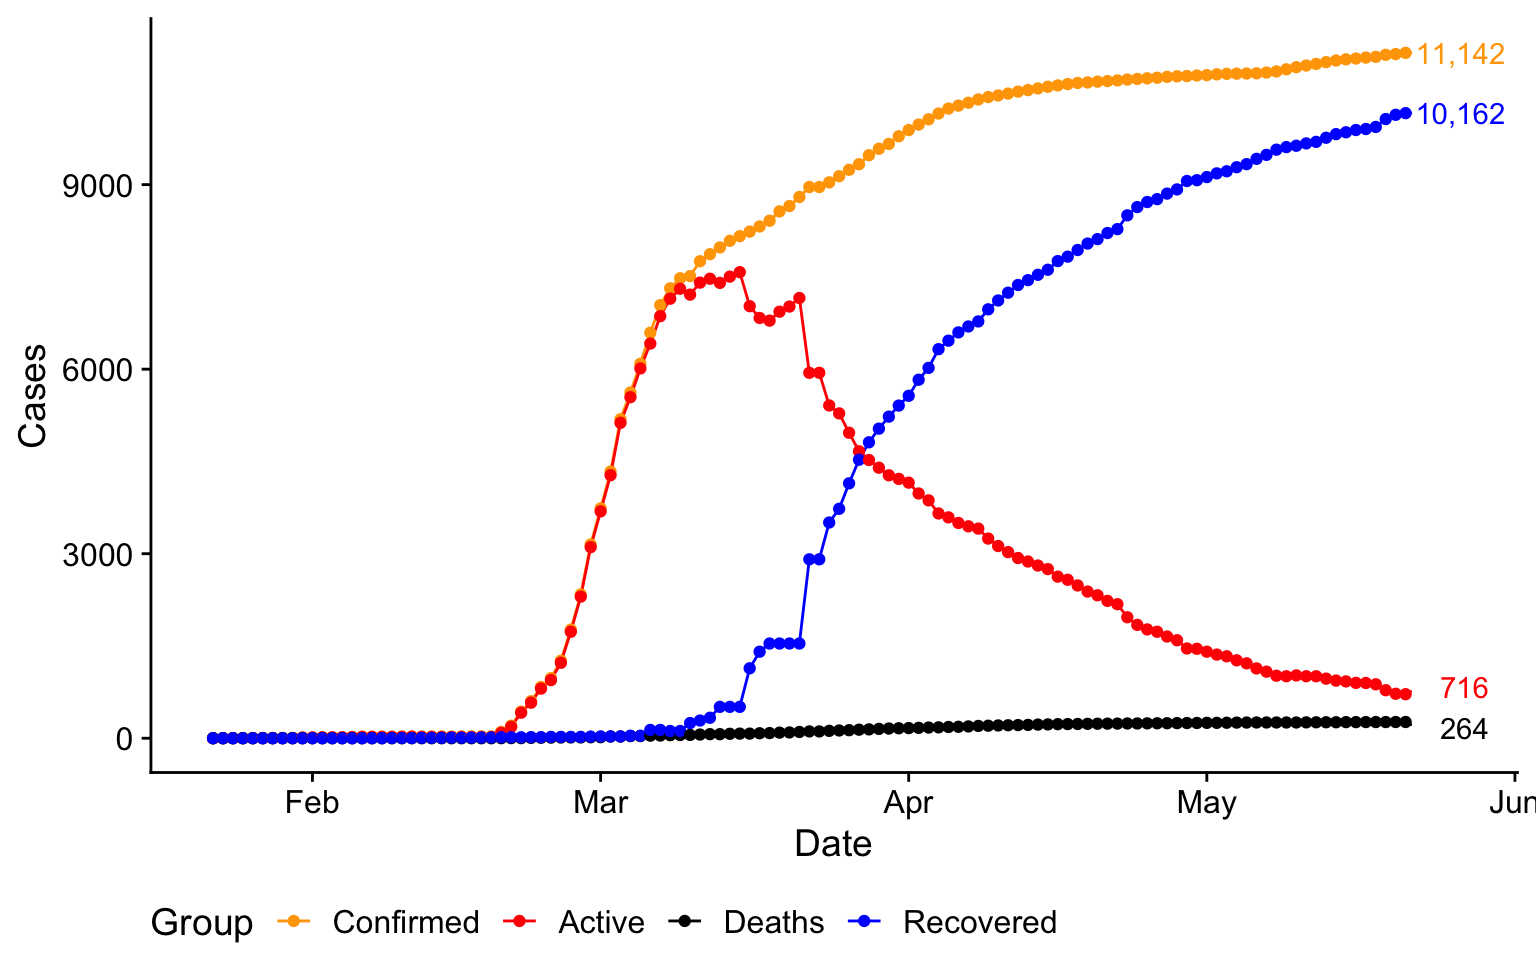 11,142
10,162
9000
6000
3000
0
716
264
Cases
Feb Mar Apr May Jun
Date
Group Confirmed Active Deaths Recovered